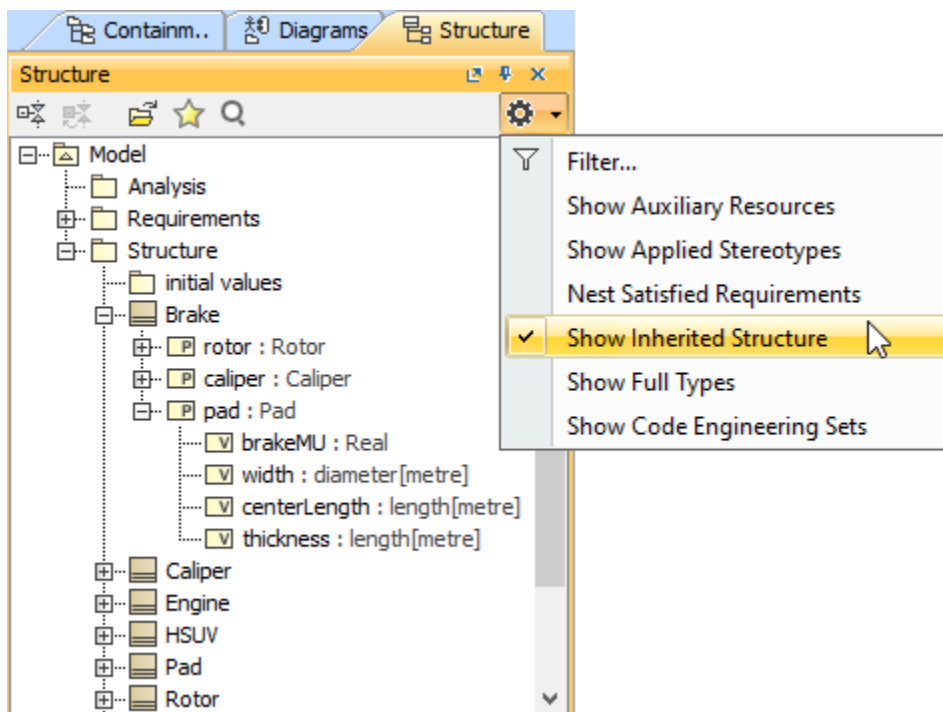 Containm..
Diagrams
Structure
Structure
Model
Analysis
Requirements
Structure
initial values
Brake
P rotor : Rotor
P caliper : Caliper
P pad : Pad
V brakeMU : Real
V width : diameter[metre]
V centerLength : length[metre]
V thickness : length[metre]
Caliper
Engine
HSUV
Pad
Rotor
Filter...
Show Auxiliary Resources
Show Applied Stereotypes
Nest Satisfied Requirements
Show Inherited Structure
Show Full Types
Show Code Engineering Sets